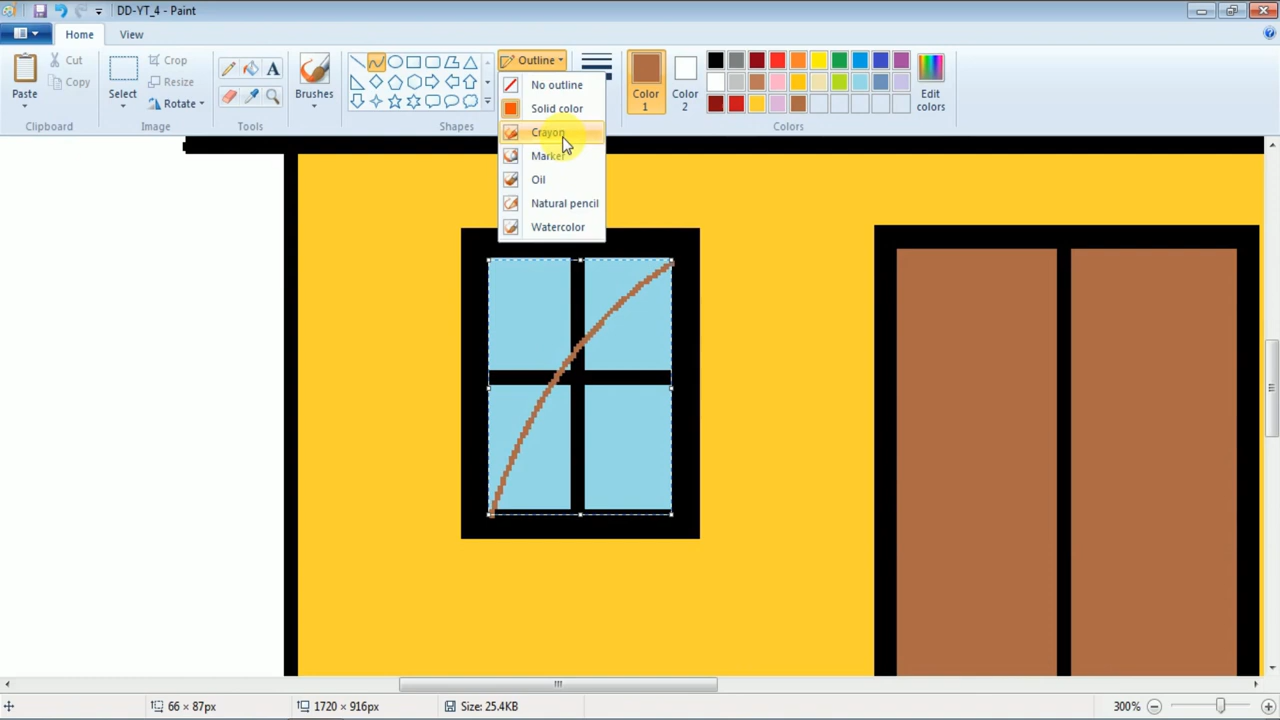 DD-YT_4 - Paint
Home
View
Paste
Cut
Copy
Clipboard
Select
Crop
Resize
Rotate
Image
A
Tools
Brushes
Shapes
Outline
No outline
Solid color
Crayon
Marker
Oil
Natural pencil
Watercolor
Color
1
Color
2
Edit
colors
Colors
66 × 87px
1720 × 916px
Size: 25.4KB
300%